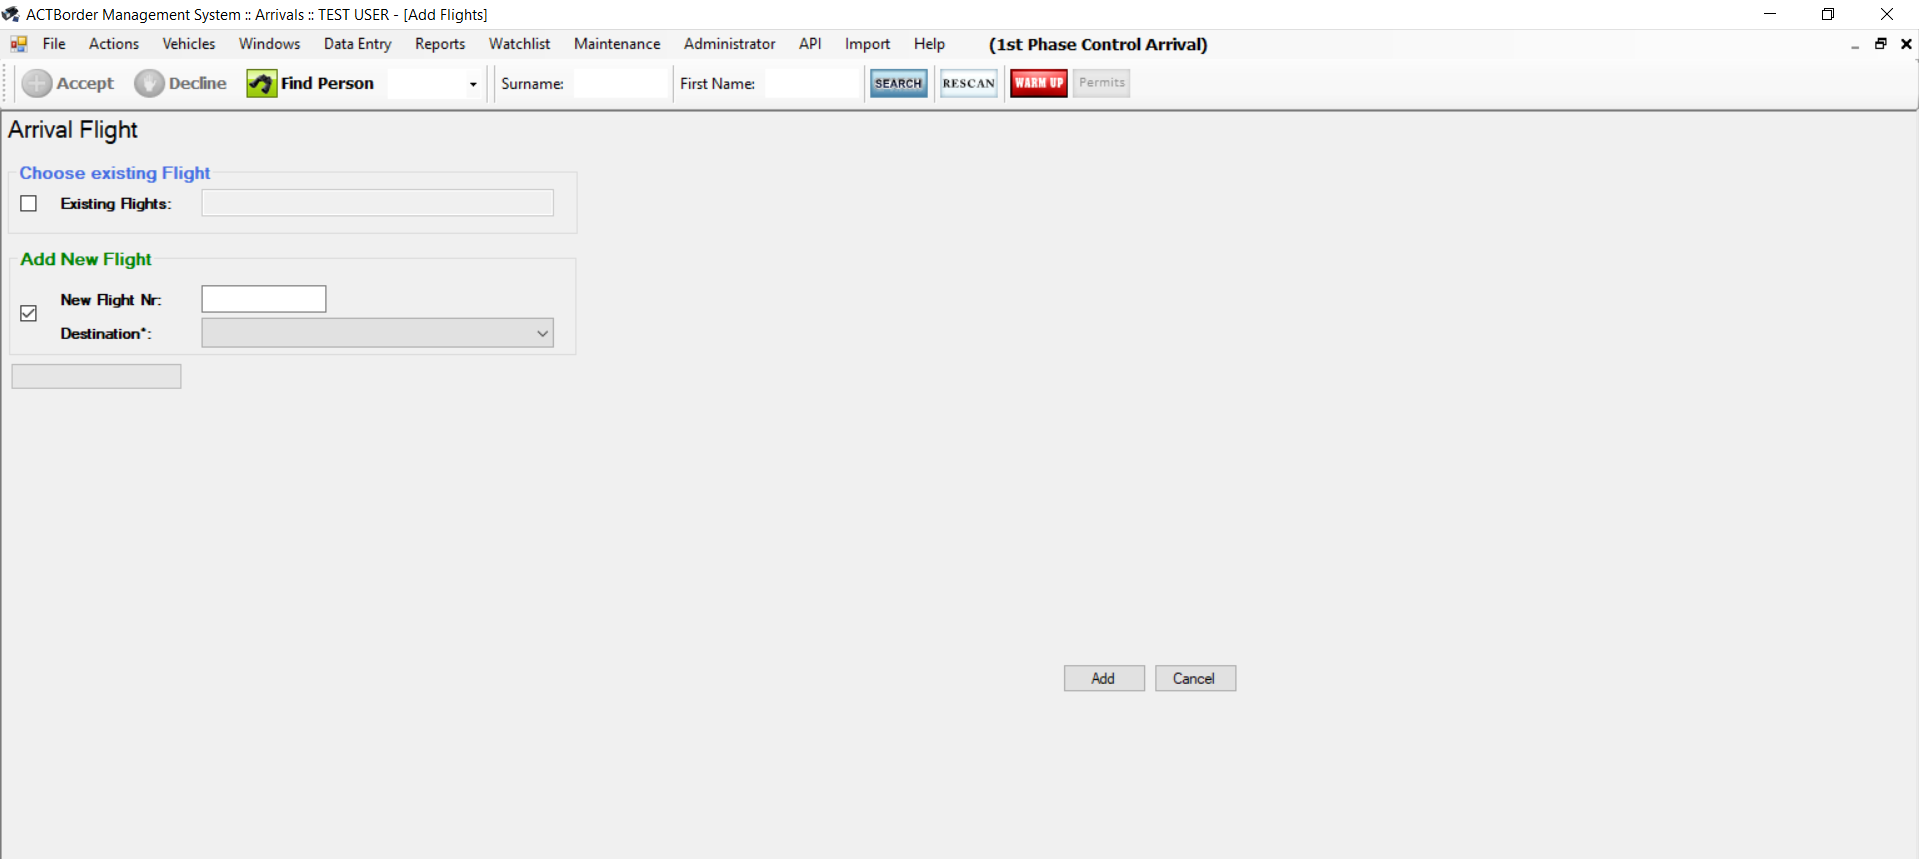 ACTBorder Management System :: Arrivals :: TEST USER - [Add Flights]
File Actions Vehicles Windows Data Entry Reports Watchlist Maintenance Administrator API Import Help (1st Phase Control Arrival)
Accept Decline Find Person Surname: First Name: SEARCH RESCAN WARM UP Permits
Arrival Flight
Choose existing Flight
Existing Flights:
Add New Flight
New Flight Nr:
Destination*:
Add Cancel